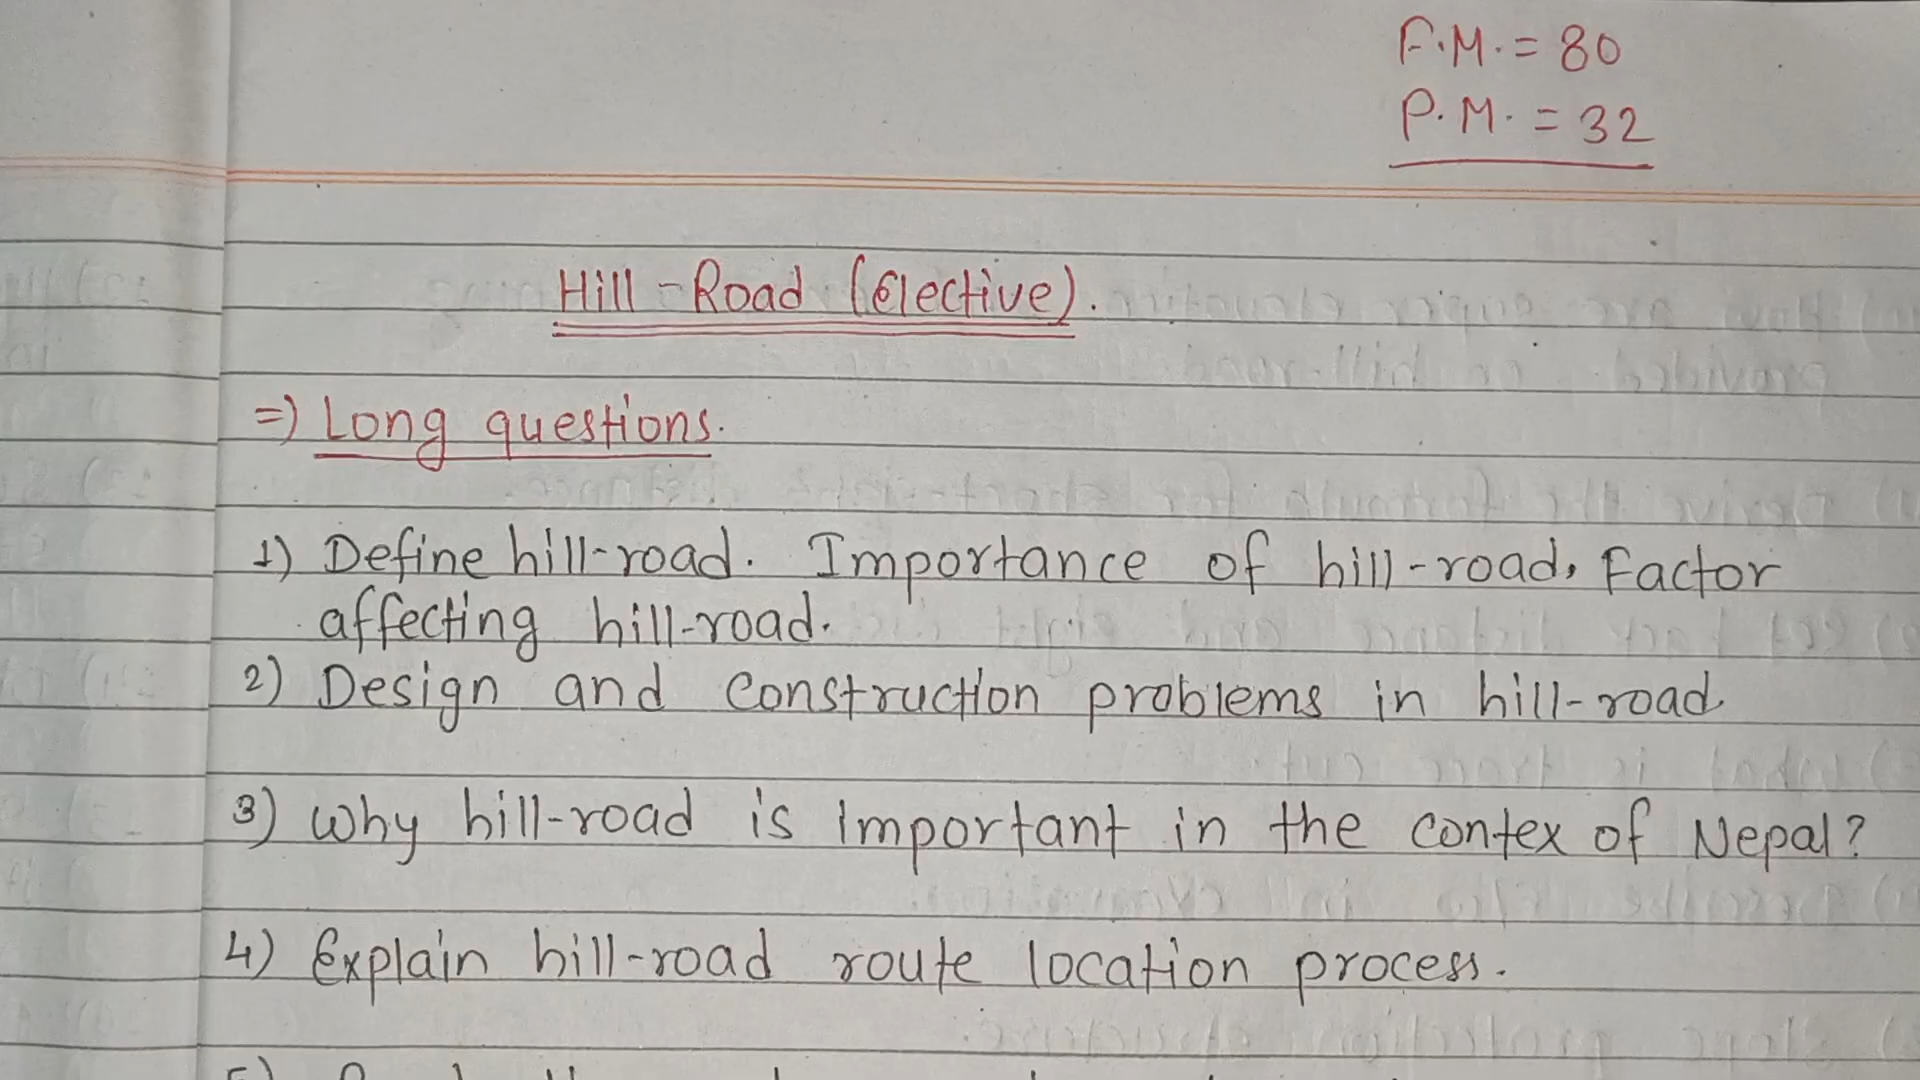 F.M. = 80
P.M. = 32
Hill-Road (Elective).
=) Long questions.
1) Define hill-road. Importance of hill-road, Factor
affecting hill-road.
2) Design and construction problems in hill-road.
3) Why hill-road is important in the contex of Nepal?
4) Explain hill-road route location process.
5)